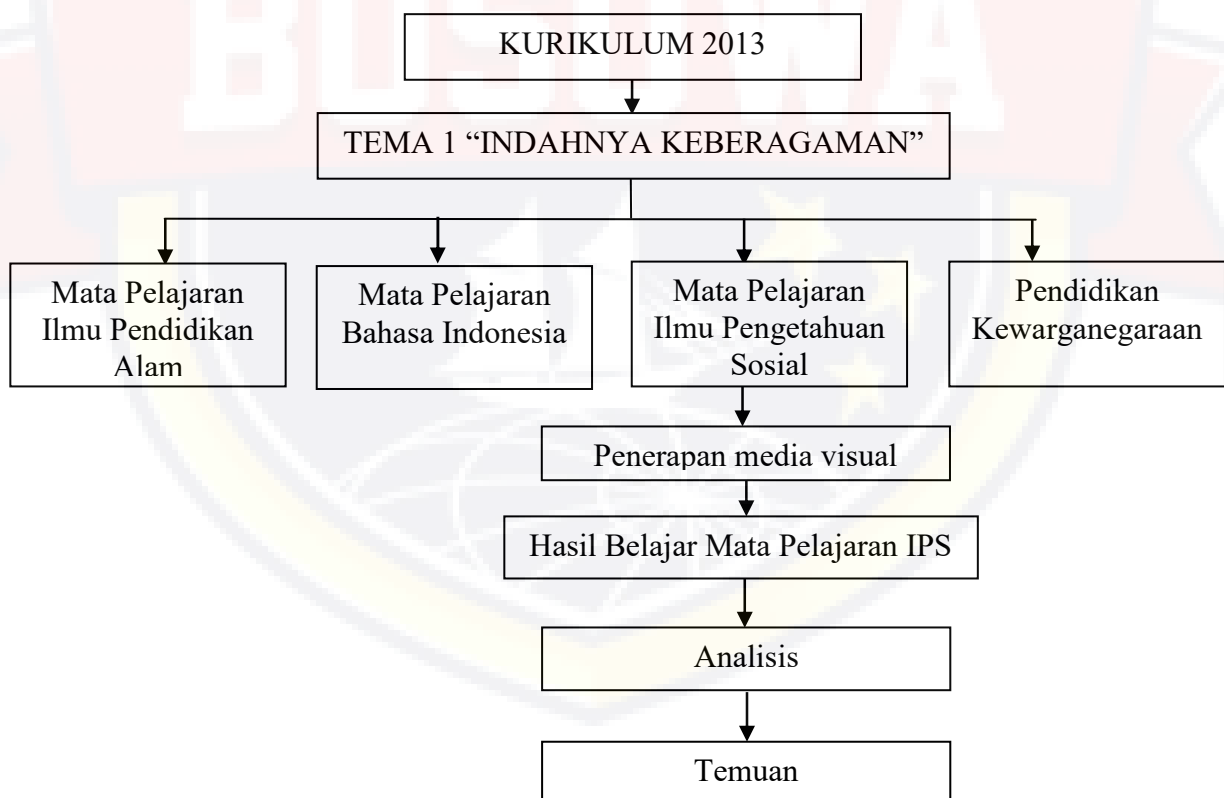 BOSOWA
KURIKULUM 2013
TEMA 1 “INDAHNYA KEBERAGAMAN”
Mata Pelajaran
Ilmu Pendidikan
Alam
Mata Pelajaran
Bahasa Indonesia
Mata Pelajaran
Ilmu Pengetahuan
Sosial
Pendidikan
Kewarganegaraan
Penerapan media visual
Hasil Belajar Mata Pelajaran IPS
Analisis
Temuan